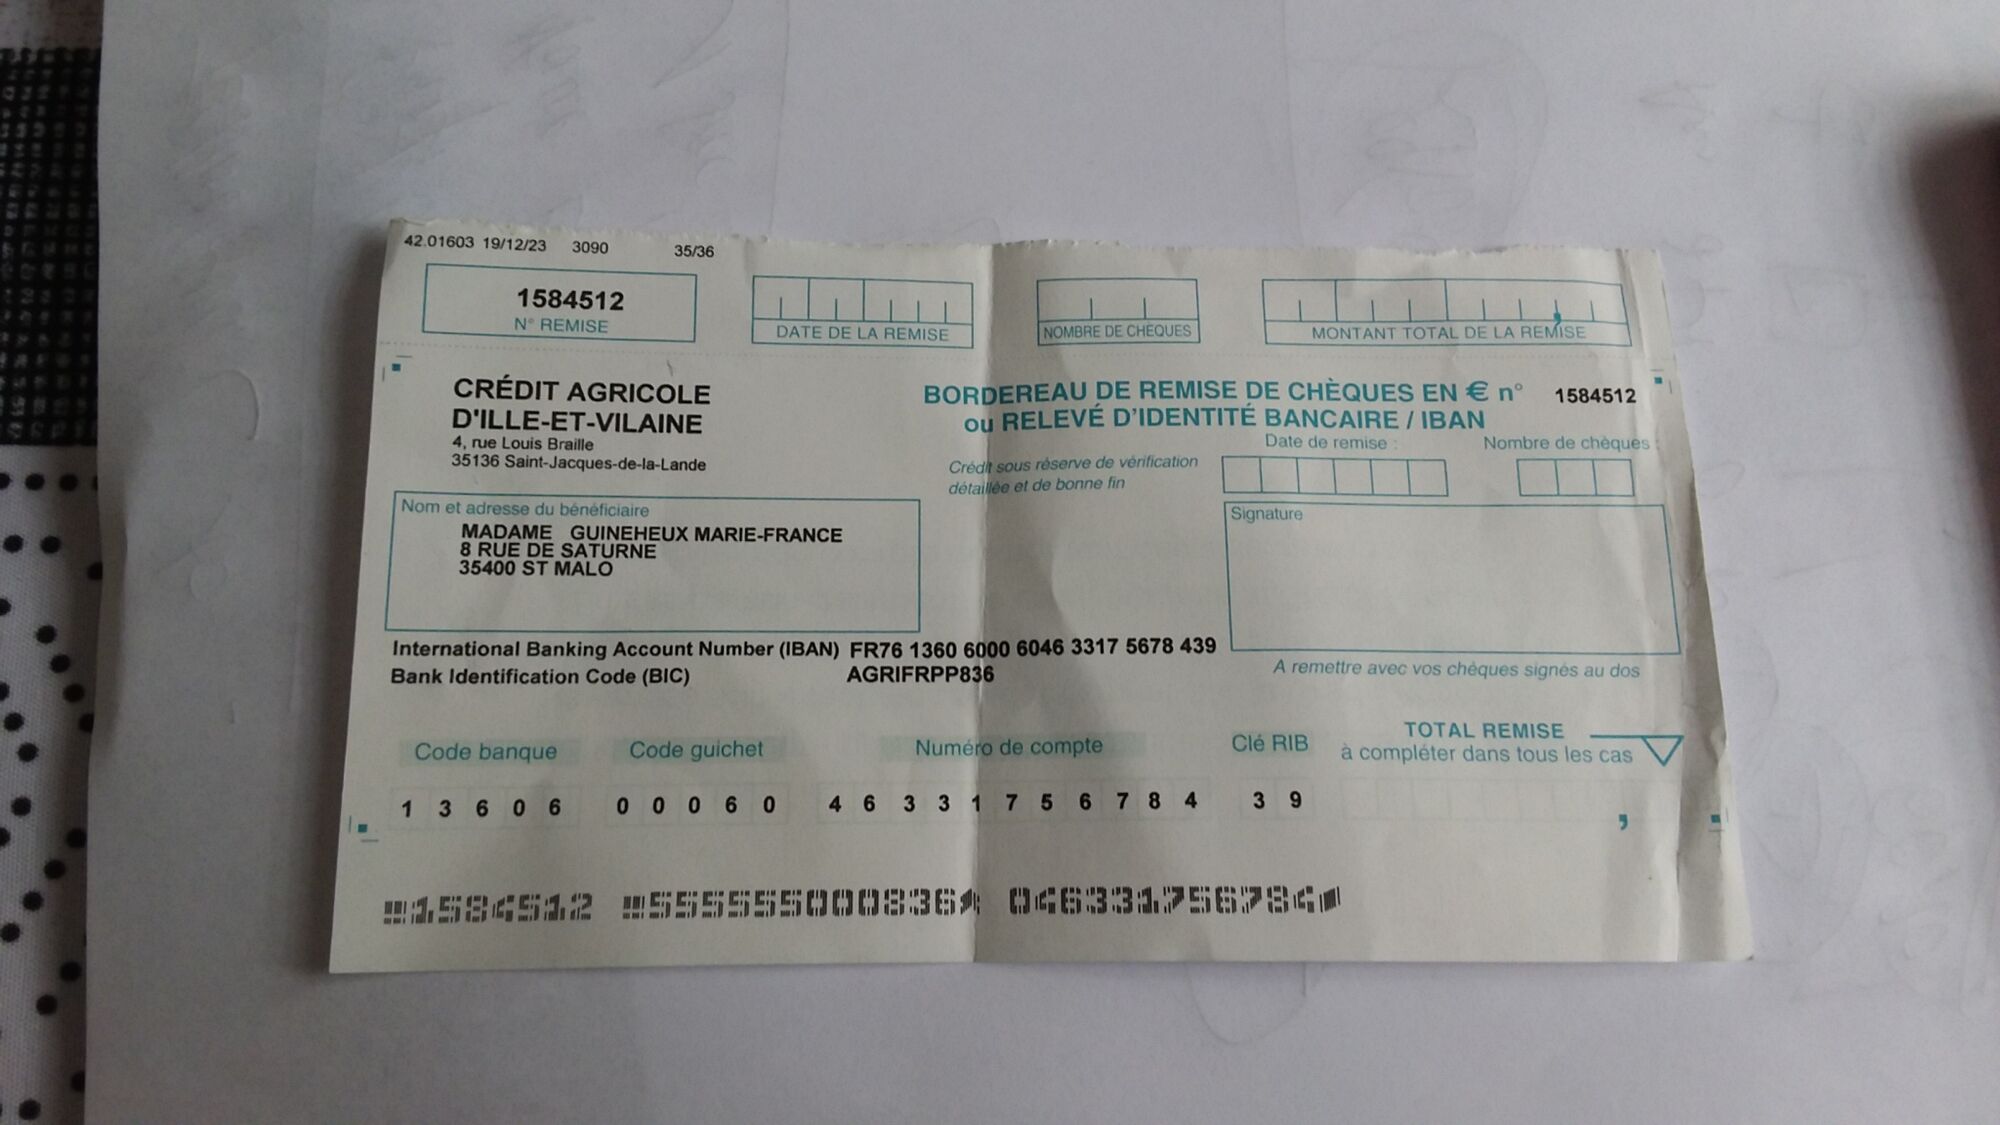 42.01603 19/12/23 3090 35/36
1584512
N° REMISE
DATE DE LA REMISE
NOMBRE DE CHÈQUES
MONTANT TOTAL DE LA REMISE
CRÉDIT AGRICOLE
D'ILLE-ET-VILAINE
4, rue Louis Braille
35136 Saint-Jacques-de-la-Lande
BORDEREAU DE REMISE DE CHÈQUES EN € n° 1584512
ou RELEVÉ D'IDENTITÉ BANCAIRE / IBAN
Date de remise : Nombre de chèques :
Crédit sous réserve de vérification
détaillée et de bonne fin
Nom et adresse du bénéficiaire
MADAME GUINEHEUX MARIE-FRANCE
8 RUE DE SATURNE
35400 ST MALO
Signature
International Banking Account Number (IBAN) FR76 1360 6000 6046 3317 5678 439
Bank Identification Code (BIC) AGRIFRPP836
A remettre avec vos chèques signés au dos
TOTAL REMISE
à compléter dans tous les cas
Code banque Code guichet Numéro de compte Clé RIB
1 3 6 0 6 0 0 0 6 0 4 6 3 3 1 7 5 6 7 8 4 3 9 ,
1584512 555555000836 046331756784